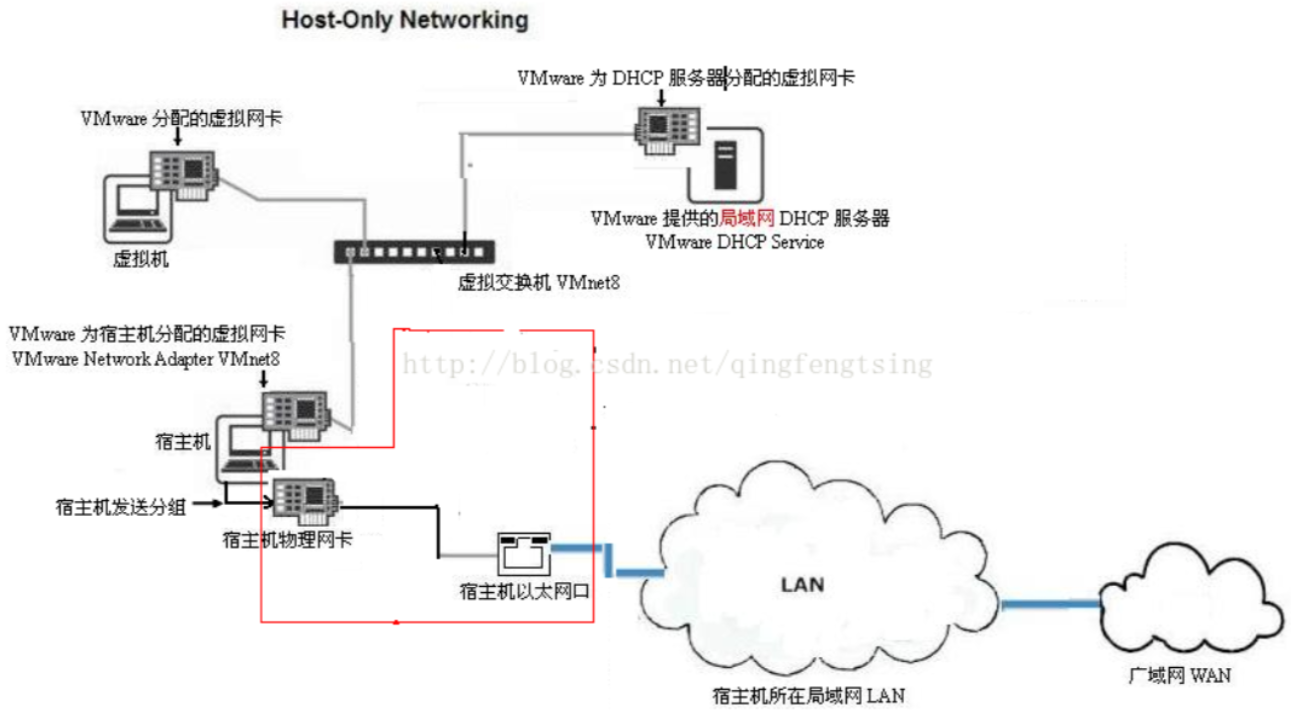 Host-Only Networking
VMware 为 DHCP 服务器分配的虚拟网卡
VMware 分配的虚拟网卡
VMware 提供的局域网 DHCP 服务器
VMware DHCP Service
虚拟机
虚拟交换机 VMnet8
VMware 为宿主机分配的虚拟网卡
VMware Network Adapter VMnet8
http://blog.csdn.net/qingfengtsing
宿主机
宿主机发送分组
宿主机物理网卡
宿主机以太网口
LAN
广域网 WAN
宿主机所在局域网 LAN